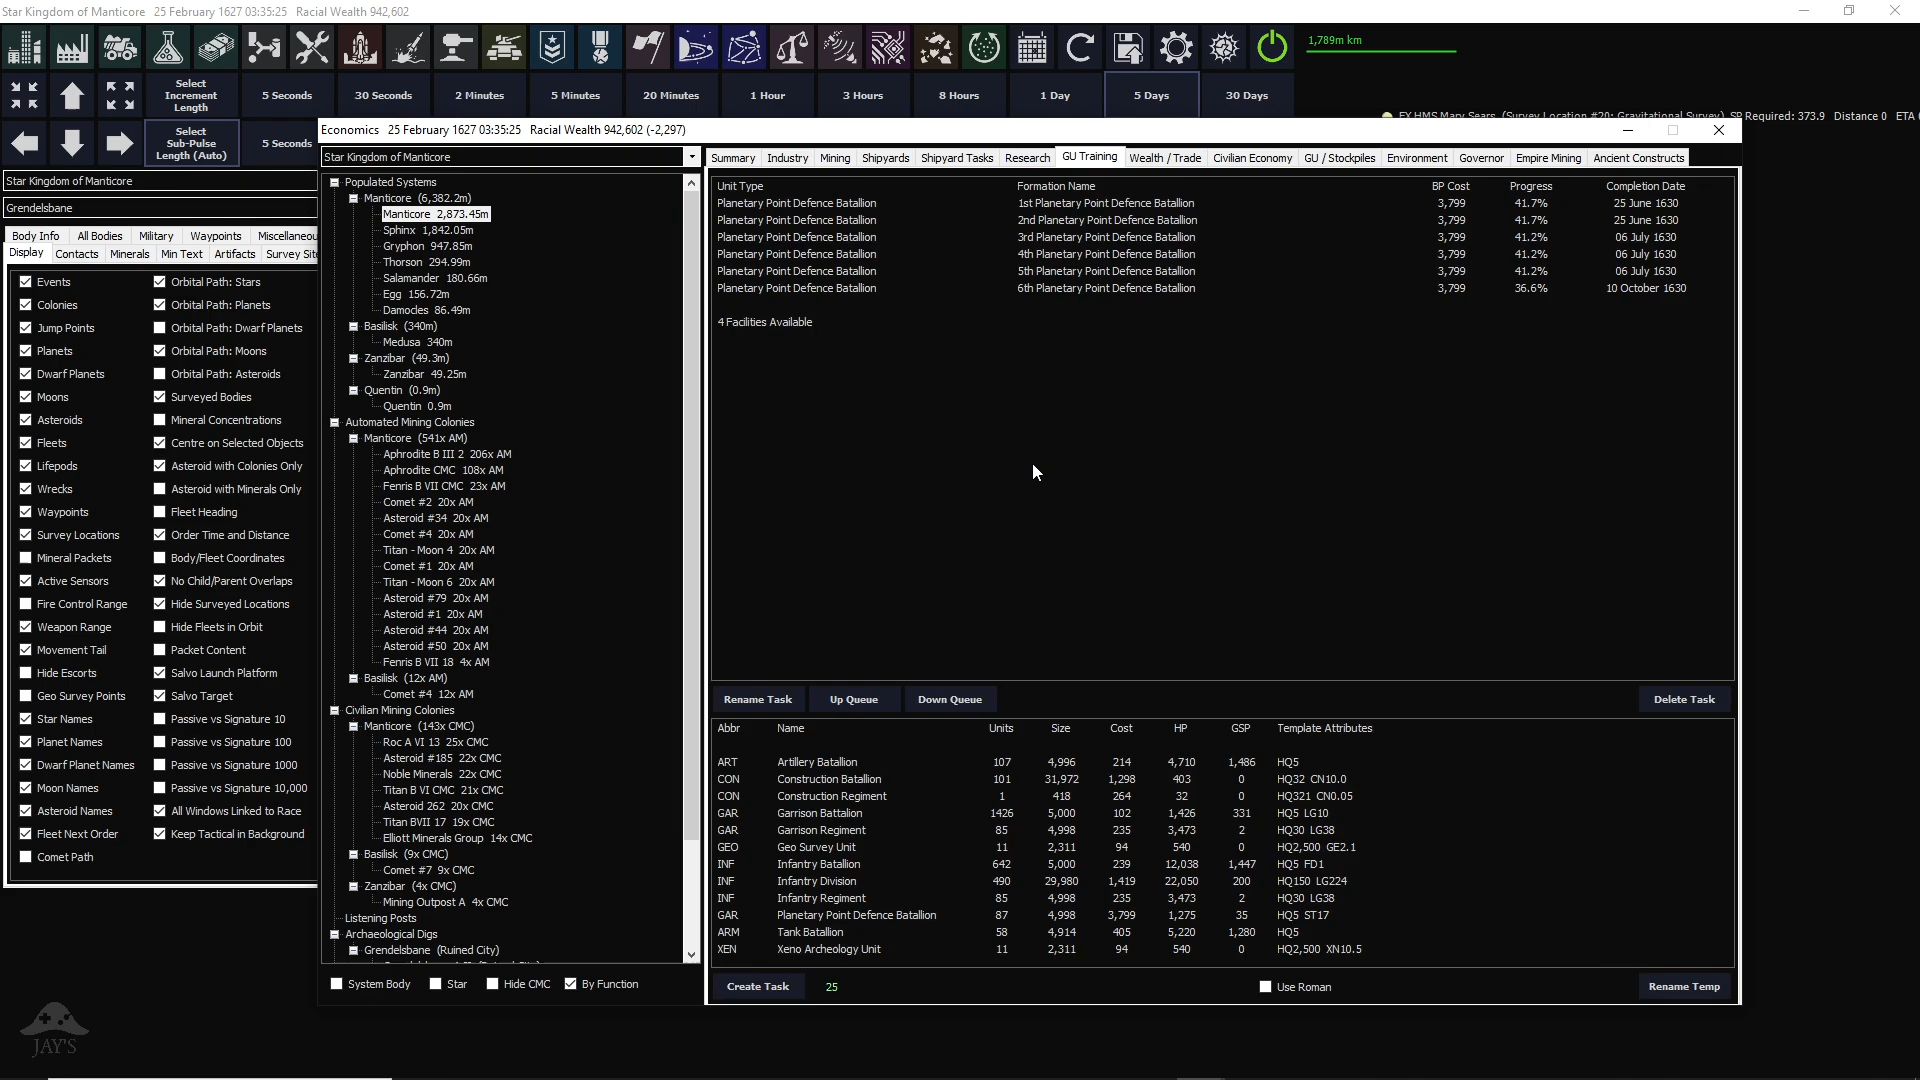 Star Kingdom of Manticore 25 February 1627 03:35:25 Racial Wealth 942,602
1,789m km
Select Increment Length
5 Seconds
30 Seconds
2 Minutes
5 Minutes
20 Minutes
1 Hour
3 Hours
8 Hours
1 Day
5 Days
30 Days
FX HMS Mary Sears (Survey Location #20: Gravitational Survey) SP Required: 373.9 Distance 0 ETA
Select Sub-Pulse Length (Auto)
5 Seconds
Star Kingdom of Manticore
Grendelsbane
Body Info All Bodies Military Waypoints Miscellaneou
Display Contacts Minerals Min Text Artifacts Survey Site
Events Orbital Path: Stars
Colonies Orbital Path: Planets
Jump Points Orbital Path: Dwarf Planets
Planets Orbital Path: Moons
Dwarf Planets Orbital Path: Asteroids
Moons Surveyed Bodies
Asteroids Mineral Concentrations
Fleets Centre on Selected Objects
Lifepods Asteroid with Colonies Only
Wrecks Asteroid with Minerals Only
Waypoints Fleet Heading
Survey Locations Order Time and Distance
Mineral Packets Body/Fleet Coordinates
Active Sensors No Child/Parent Overlaps
Fire Control Range Hide Surveyed Locations
Weapon Range Hide Fleets in Orbit
Movement Tail Packet Content
Hide Escorts Salvo Launch Platform
Geo Survey Points Salvo Target
Star Names Passive vs Signature 10
Planet Names Passive vs Signature 100
Dwarf Planet Names Passive vs Signature 1000
Moon Names Passive vs Signature 10,000
Asteroid Names All Windows Linked to Race
Fleet Next Order Keep Tactical in Background
Comet Path
JAY'S
Economics 25 February 1627 03:35:25 Racial Wealth 942,602 (-2,297)
Star Kingdom of Manticore
Populated Systems
Manticore (6,382.2m)
Manticore 2,873.45m
Sphinx 1,842.05m
Gryphon 947.85m
Thorson 294.99m
Salamander 180.66m
Egg 156.72m
Damocles 86.49m
Basilisk (340m)
Medusa 340m
Zanzibar (49.3m)
Zanzibar 49.25m
Quentin (0.9m)
Quentin 0.9m
Automated Mining Colonies
Manticore (541x AM)
Aphrodite B III 2 206x AM
Aphrodite CMC 108x AM
Fenris B VII CMC 23x AM
Comet #2 20x AM
Asteroid #34 20x AM
Comet #4 20x AM
Titan - Moon 4 20x AM
Comet #1 20x AM
Titan - Moon 6 20x AM
Asteroid #79 20x AM
Asteroid #1 20x AM
Asteroid #44 20x AM
Asteroid #50 20x AM
Fenris B VII 18 4x AM
Basilisk (12x AM)
Comet #4 12x AM
Civilian Mining Colonies
Manticore (143x CMC)
Roc A VI 13 25x CMC
Asteroid #185 22x CMC
Noble Minerals 22x CMC
Titan B VI CMC 21x CMC
Asteroid 262 20x CMC
Titan BVII 17 19x CMC
Elliott Minerals Group 14x CMC
Basilisk (9x CMC)
Comet #7 9x CMC
Zanzibar (4x CMC)
Mining Outpost A 4x CMC
Listening Posts
Archaeological Digs
Grendelsbane (Ruined City)
System Body Star Hide CMC By Function
Summary Industry Mining Shipyards Shipyard Tasks Research GU Training Wealth / Trade Civilian Economy GU / Stockpiles Environment Governor Empire Mining Ancient Constructs
Unit Type Formation Name BP Cost Progress Completion Date
Planetary Point Defence Batallion 1st Planetary Point Defence Batallion 3,799 41.7% 25 June 1630
Planetary Point Defence Batallion 2nd Planetary Point Defence Batallion 3,799 41.7% 25 June 1630
Planetary Point Defence Batallion 3rd Planetary Point Defence Batallion 3,799 41.2% 06 July 1630
Planetary Point Defence Batallion 4th Planetary Point Defence Batallion 3,799 41.2% 06 July 1630
Planetary Point Defence Batallion 5th Planetary Point Defence Batallion 3,799 41.2% 06 July 1630
Planetary Point Defence Batallion 6th Planetary Point Defence Batallion 3,799 36.6% 10 October 1630
4 Facilities Available
Rename Task Up Queue Down Queue Delete Task
Abbr Name Units Size Cost HP GSP Template Attributes
ART Artillery Batallion 107 4,996 214 4,710 1,486 HQ5
CON Construction Batallion 101 31,972 1,298 403 0 HQ32 CN10.0
CON Construction Regiment 1 418 264 32 0 HQ321 CN0.05
GAR Garrison Battalion 1426 5,000 102 1,426 331 HQ5 LG10
GAR Garrison Regiment 85 4,998 235 3,473 2 HQ30 LG38
GEO Geo Survey Unit 11 2,311 94 540 0 HQ2,500 GE2.1
INF Infantry Batallion 642 5,000 239 12,038 1,447 HQ5 FD1
INF Infantry Division 490 29,980 1,419 22,050 200 HQ150 LG224
INF Infantry Regiment 85 4,998 235 3,473 2 HQ30 LG38
GAR Planetary Point Defence Batallion 87 4,998 3,799 1,275 35 HQ5 ST17
ARM Tank Batallion 58 4,914 405 5,220 1,280 HQ5
XEN Xeno Archeology Unit 11 2,311 94 540 0 HQ2,500 XN10.5
Create Task 25 Use Roman Rename Temp